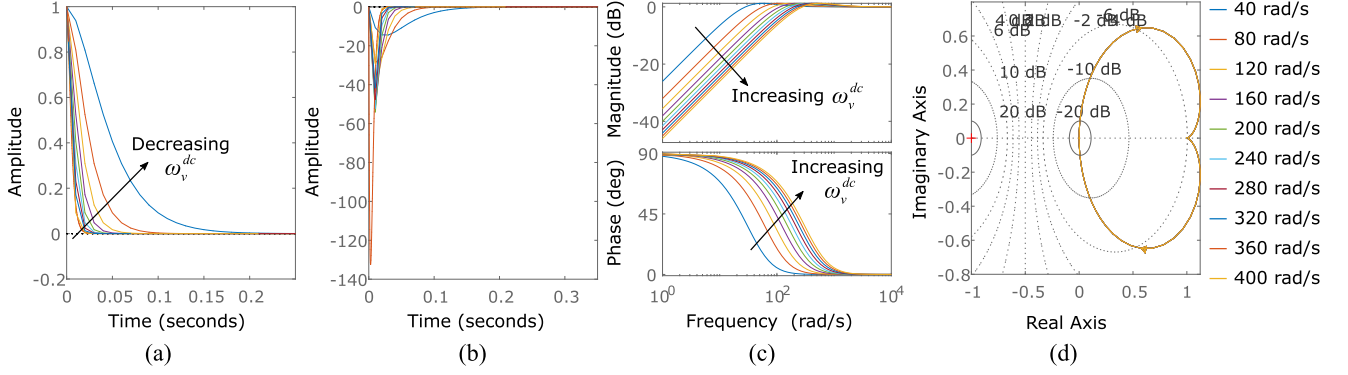 Amplitude
1
0.8
0.6
0.4
0.2
0
-0.2
0
0.05
0.1
0.15
0.2
Decreasing
ω_v^dc
Time (seconds)
(a)
Amplitude
0
-20
-40
-60
-80
-100
-120
-140
0
0.1
0.2
0.3
Time (seconds)
(b)
Magnitude (dB)
0
-20
-40
Increasing ω_v^dc
Phase (deg)
90
45
0
Increasing
ω_v^dc
10^0
10^2
10^4
Frequency (rad/s)
(c)
Imaginary Axis
0.6
0.4
0.2
0
-0.2
-0.4
-0.6
-0.8
-2 dB
6 dB
10 dB
-10 dB
20 dB
-20 dB
-1
-0.5
0
0.5
1
Real Axis
(d)
40 rad/s
80 rad/s
120 rad/s
160 rad/s
200 rad/s
240 rad/s
280 rad/s
320 rad/s
360 rad/s
400 rad/s